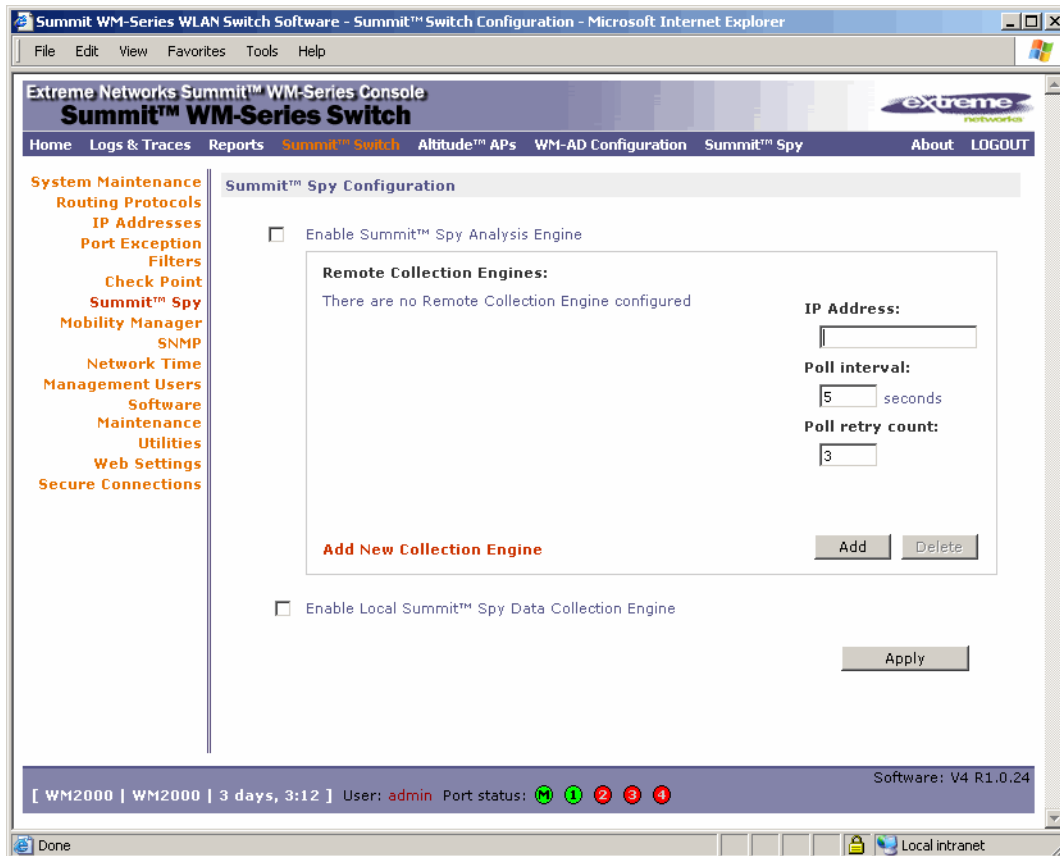 Summit WM-Series WLAN Switch Software - Summit™ Switch Configuration - Microsoft Internet Explorer
File Edit View Favorites Tools Help
Extreme Networks Summit™ WM-Series Console
Summit™ WM-Series Switch
extreme
networks
Home Logs & Traces Reports Summit™ Switch Altitude™ APs WM-AD Configuration Summit™ Spy About LOGOUT
System Maintenance
Routing Protocols
IP Addresses
Port Exception
Filters
Check Point
Summit™ Spy
Mobility Manager
SNMP
Network Time
Management Users
Software
Maintenance
Utilities
Web Settings
Secure Connections
Summit™ Spy Configuration
Enable Summit™ Spy Analysis Engine
Remote Collection Engines:
There are no Remote Collection Engine configured
IP Address:
Poll interval:
5 seconds
Poll retry count:
3
Add New Collection Engine
Add Delete
Enable Local Summit™ Spy Data Collection Engine
Apply
Software: V4 R1.0.24
[ WM2000 | WM2000 | 3 days, 3:12 ] User: admin Port status: M 1 2 3 4
Done Local intranet